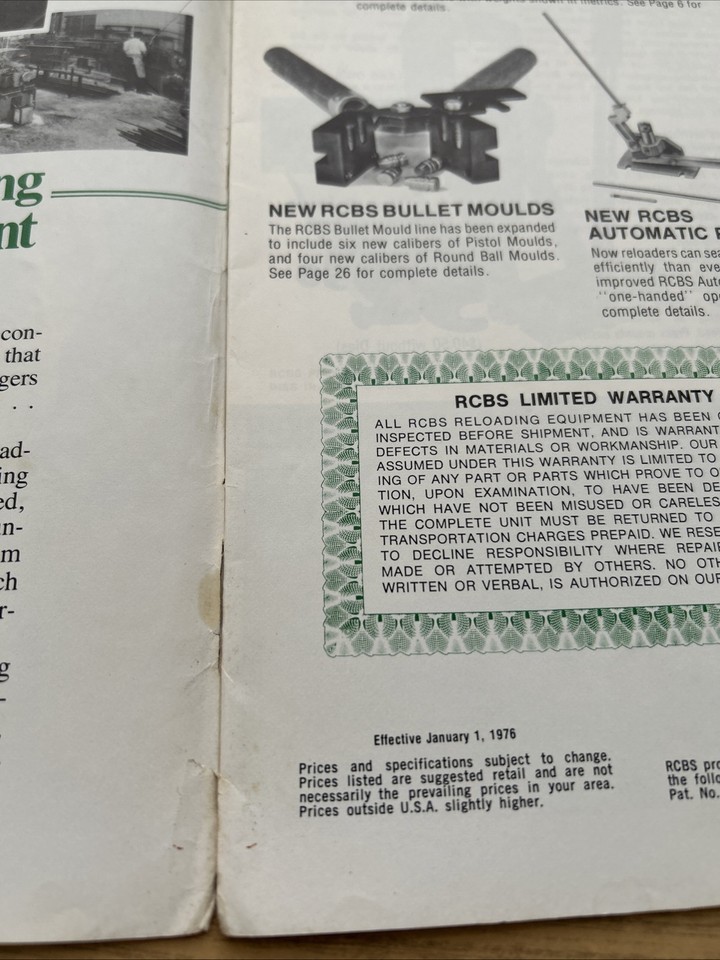 ng
nt
con-
that
gers
. .
ad-
ing
ed,
un-
m
ch
r-
g
-
complete details.
See Page 6 for
NEW RCBS BULLET MOULDS
The RCBS Bullet Mould line has been expanded
to include six new calibers of Pistol Moulds,
and four new calibers of Round Ball Moulds.
See Page 26 for complete details.
NEW RCBS
AUTOMATIC
Now reloaders can
efficiently than
improved RCBS
"one-handed"
complete details.
RCBS LIMITED WARRANTY
ALL RCBS RELOADING EQUIPMENT HAS BEEN
INSPECTED BEFORE SHIPMENT, AND IS WARRANT
DEFECTS IN MATERIALS OR WORKMANSHIP. OUR
ASSUMED UNDER THIS WARRANTY IS LIMITED TO
ING OF ANY PART OR PARTS WHICH PROVE TO O
TION, UPON EXAMINATION, TO HAVE BEEN DE
WHICH HAVE NOT BEEN MISUSED OR CARELES
THE COMPLETE UNIT MUST BE RETURNED TO
TRANSPORTATION CHARGES PREPAID. WE RESE
TO DECLINE RESPONSIBILITY WHERE REPAI
MADE OR ATTEMPTED BY OTHERS. NO OTH
WRITTEN OR VERBAL, IS AUTHORIZED ON OUR
Effective January 1, 1976
Prices and specifications subject to change.
Prices listed are suggested retail and are not
necessarily the prevailing prices in your area.
Prices outside U.S.A. slightly higher.
RCBS pro
the follo
Pat. No.